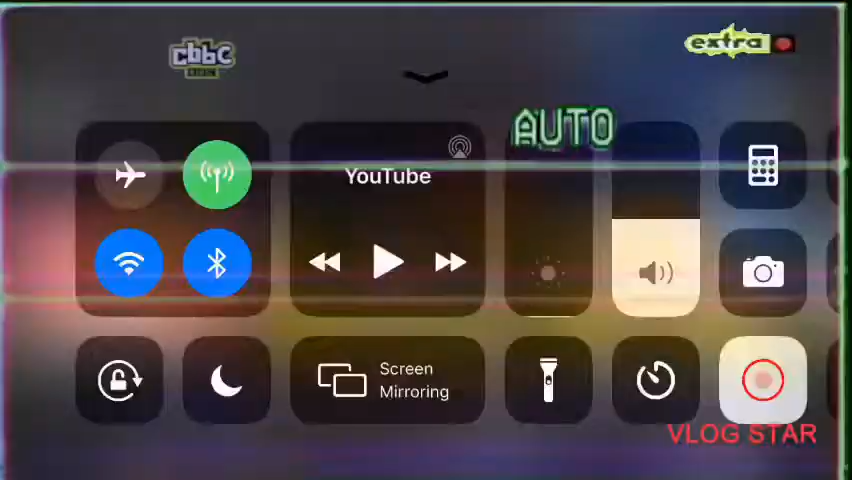 cbbc
extra
AUTO
YouTube
Screen
Mirroring
VLOG STAR